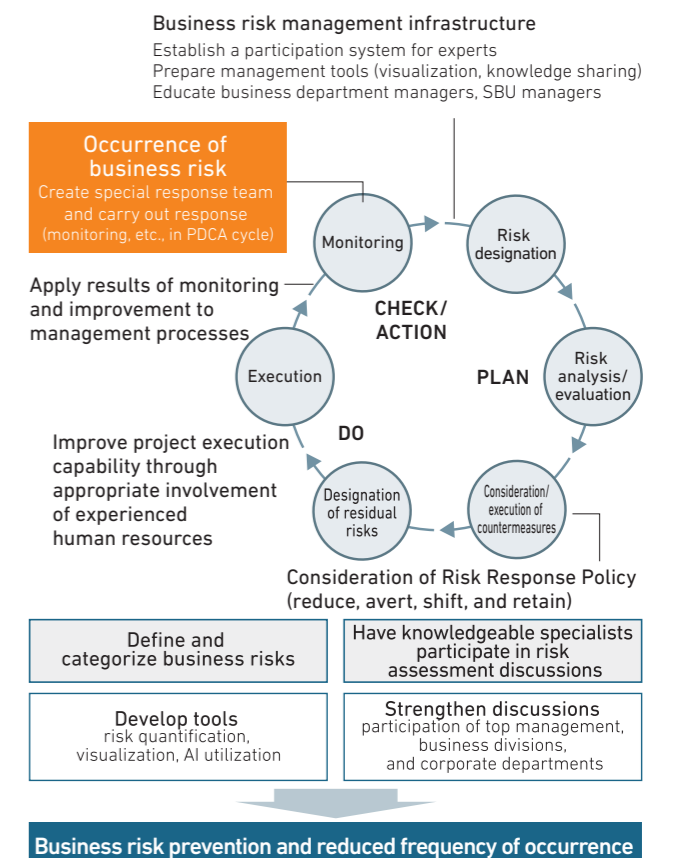 Business risk management infrastructure
Establish a participation system for experts
Prepare management tools (visualization, knowledge sharing)
Educate business department managers, SBU managers
Occurrence of
business risk
Create special response team
and carry out response
(monitoring, etc., in PDCA cycle)
Monitoring
Risk
designation
Apply results of monitoring
and improvement to
management processes
CHECK/
ACTION
Execution
PLAN
Risk
analysis/
evaluation
DO
Improve project execution
capability through
appropriate involvement
of experienced
human resources
Designation
of residual
risks
Consideration/
execution of
countermeasures
Consideration of Risk Response Policy
(reduce, avert, shift, and retain)
Define and
categorize business risks
Have knowledgeable specialists
participate in risk
assessment discussions
Develop tools
risk quantification,
visualization, AI utilization
Strengthen discussions
participation of top management,
business divisions,
and corporate departments
Business risk prevention and reduced frequency of occurrence